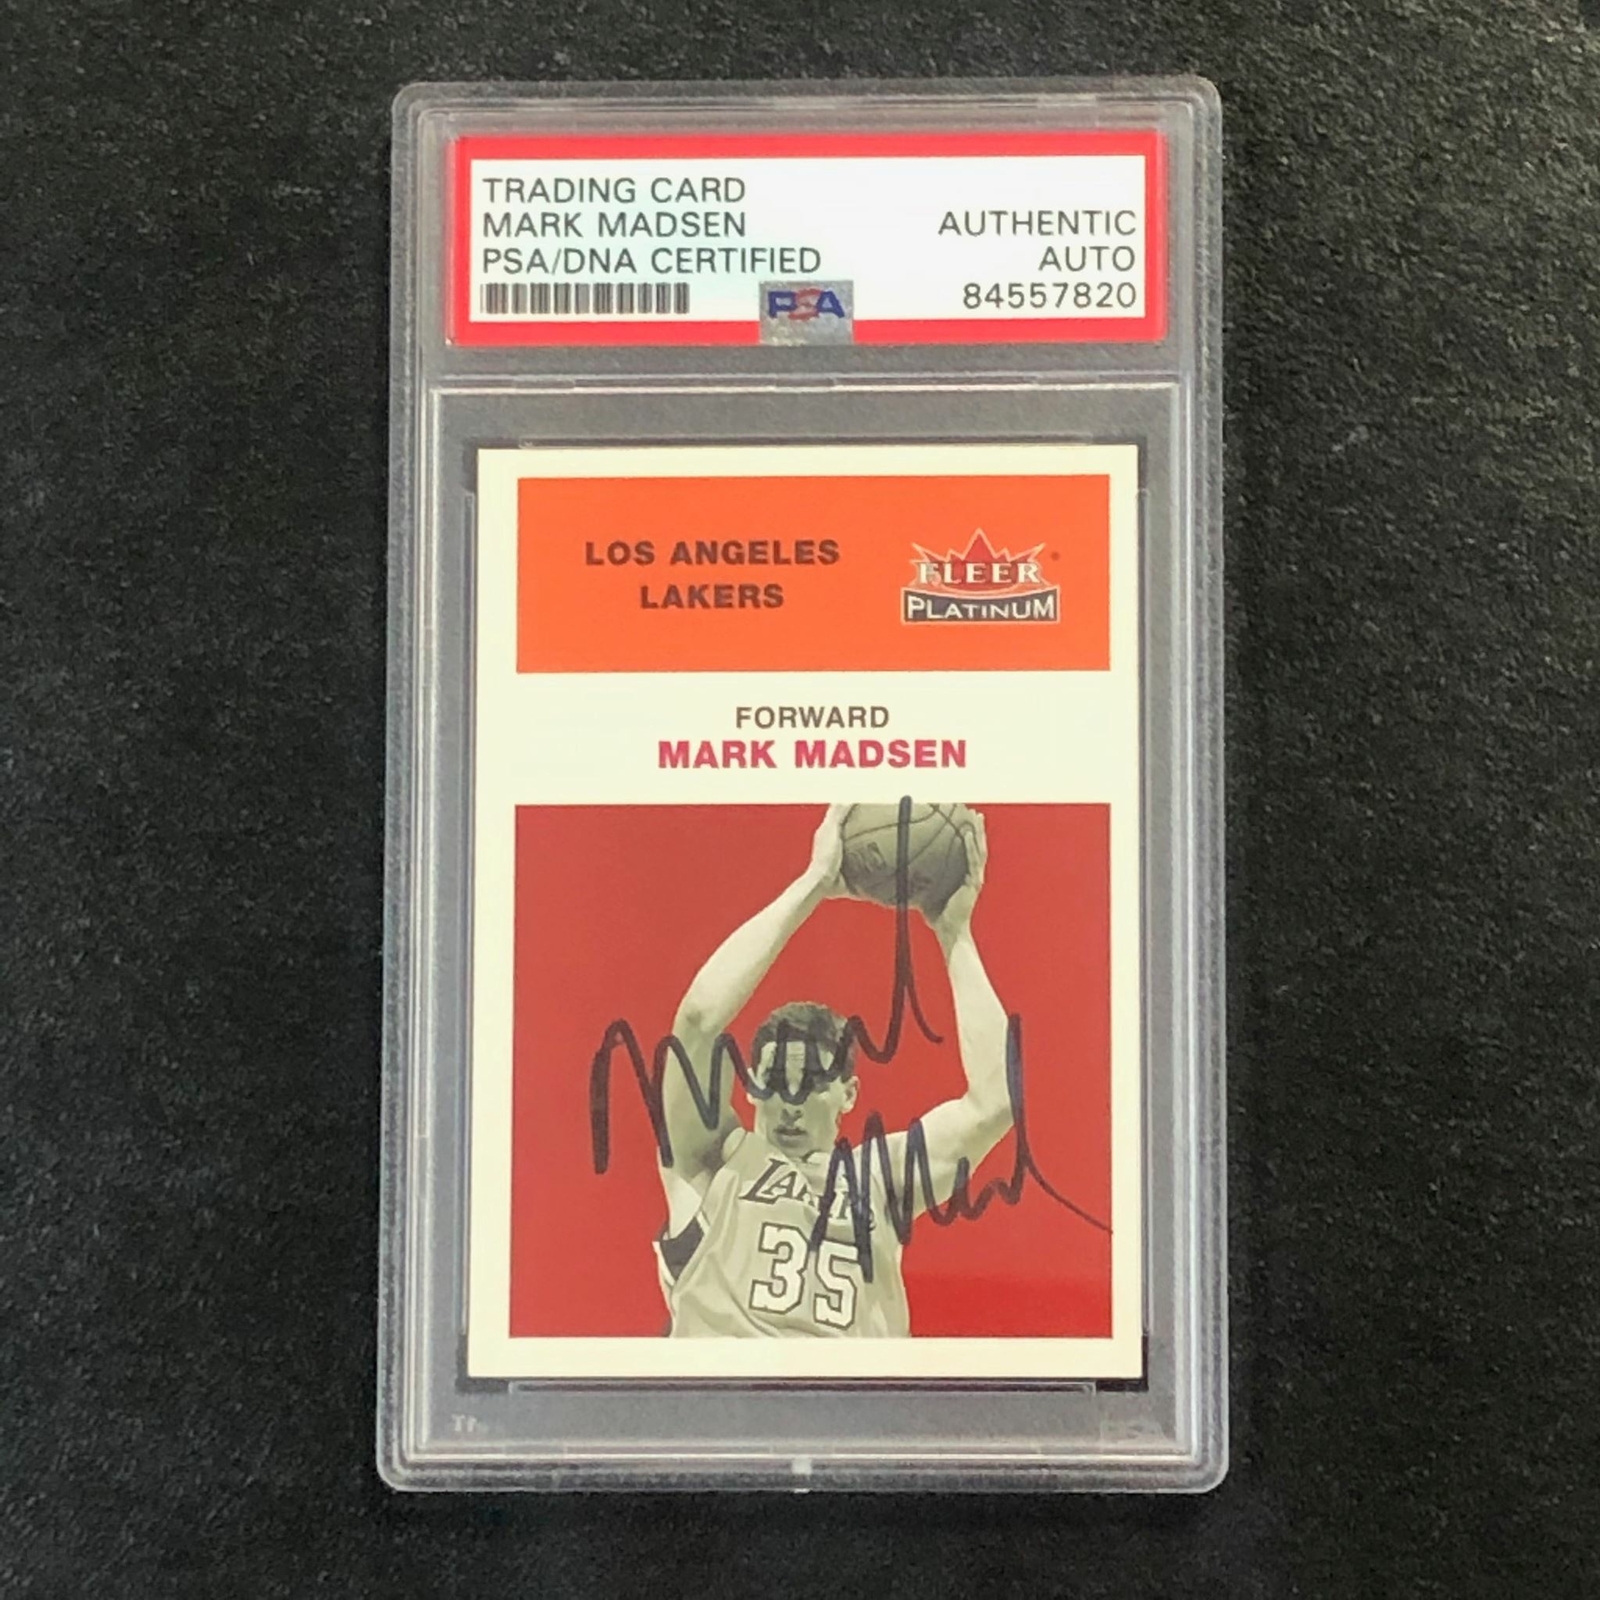 TRADING CARD
MARK MADSEN
PSA/DNA CERTIFIED
AUTHENTIC
AUTO
84557820
PSA
LOS ANGELES
LAKERS
FLEER
PLATINUM
FORWARD
MARK MADSEN
LAKERS
35